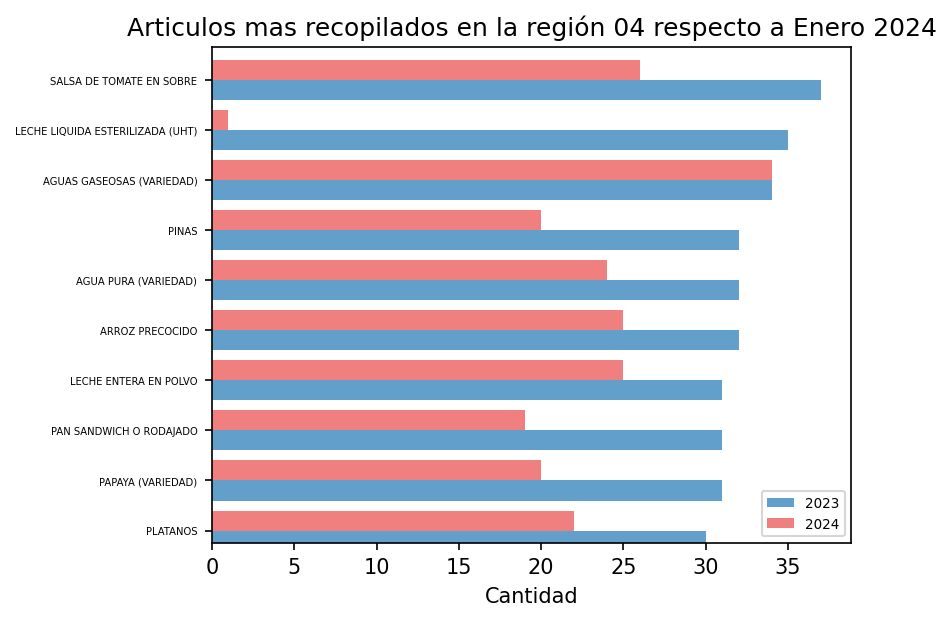 Articulos mas recopilados en la región 04 respecto a Enero 2024
SALSA DE TOMATE EN SOBRE
LECHE LIQUIDA ESTERILIZADA (UHT)
AGUAS GASEOSAS (VARIEDAD)
PINAS
AGUA PURA (VARIEDAD)
ARROZ PRECOCIDO
LECHE ENTERA EN POLVO
PAN SANDWICH O RODAJADO
PAPAYA (VARIEDAD)
PLATANOS
2023
2024
0 5 10 15 20 25 30 35
Cantidad